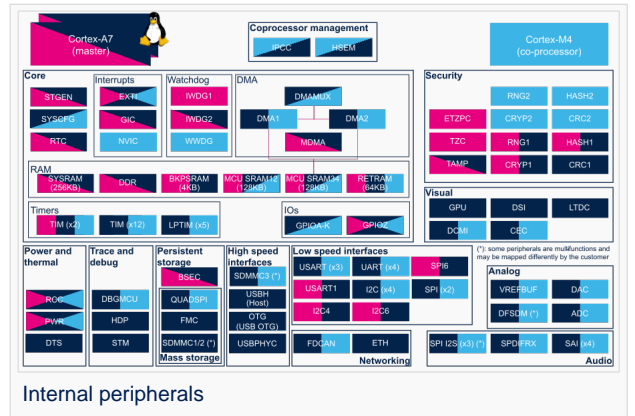 Cortex-A7
(master)
Coprocessor management
IPCC
HSEM
Cortex-M4
(co-processor)
Core
STGEN
SYSCFG
RTC
Interrupts
EXTI
GIC
NVIC
Watchdog
IWDG1
IWDG2
WWDG
DMA
DMAMUX
DMA1
DMA2
MDMA
RAM
SYSRAM
(256KB)
DDR
BKPSRAM
(4KB)
MCU SRAM12
(128KB)
MCU SRAM34
(128KB)
RETRAM
(64KB)
Timers
TIM (x2)
TIM (x12)
LPTIM (x5)
IOs
GPIOA-K
GPIOZ
Security
RNG2
HASH2
ETZPC
CRYP2
CRC2
TZC
RNG1
HASH1
TAMP
CRYP1
CRC1
Visual
GPU
DSI
LTDC
DCMI
CEC
Power and
thermal
ROC
PWR
DTS
Trace and
debug
DBGMCU
HDP
STM
Persistent
storage
BSEC
QUADSPI
FMC
SDMMC1/2 (*)
Mass storage
High speed
interfaces
SDMMC3 (*)
USBH
(Host)
OTG
(USB OTG)
USBPHYC
Low speed interfaces
USART (x3)
UART (x4)
SPI6
USART1
I2C (x4)
SPI (x2)
I2C4
I2C6
FDCAN
ETH
Networking
(*): some peripherals are multifunctions and
may be mapped differently by the customer
Analog
VREFBUF
DAC
DFSDM (*)
ADC
SPI I2S (x3) (*)
SPDIFRX
SAI (x4)
Audio
Internal peripherals